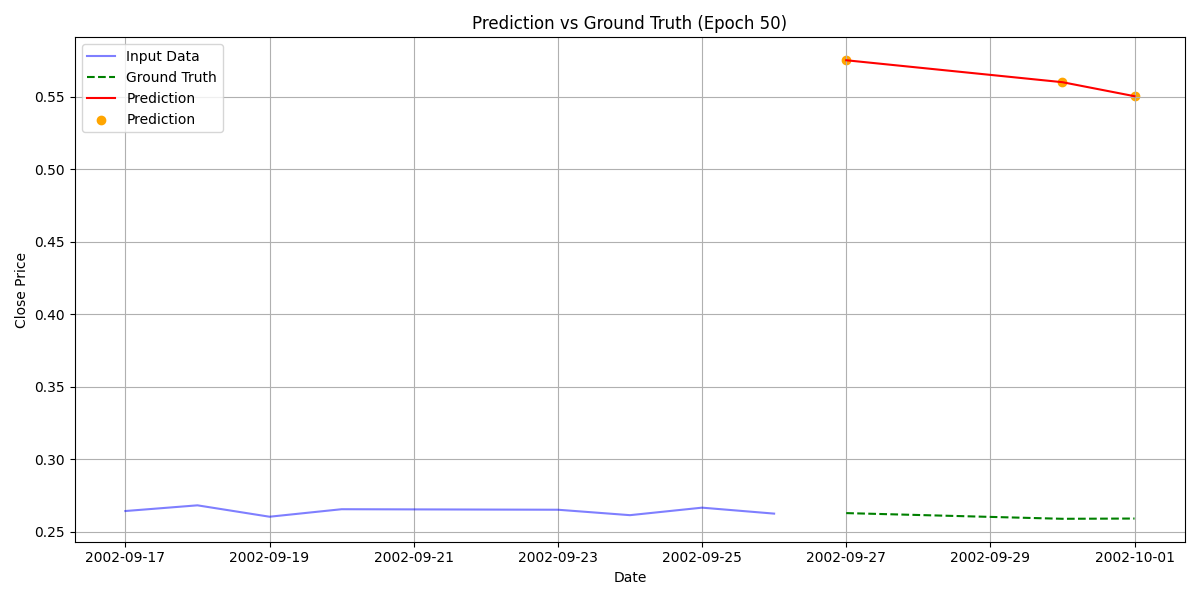 Prediction vs Ground Truth (Epoch 50)
Input Data
Ground Truth
Prediction
Prediction
Close Price
0.55
0.50
0.45
0.40
0.35
0.30
0.25
2002-09-17 2002-09-19 2002-09-21 2002-09-23 2002-09-25 2002-09-27 2002-09-29 2002-10-01
Date